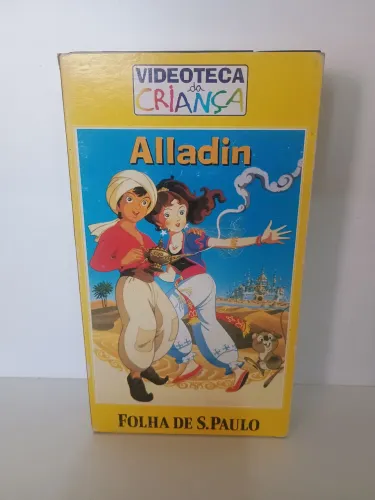 VIDEOTECA
da
CRIANÇA
Alladin
FOLHA DE S.PAULO